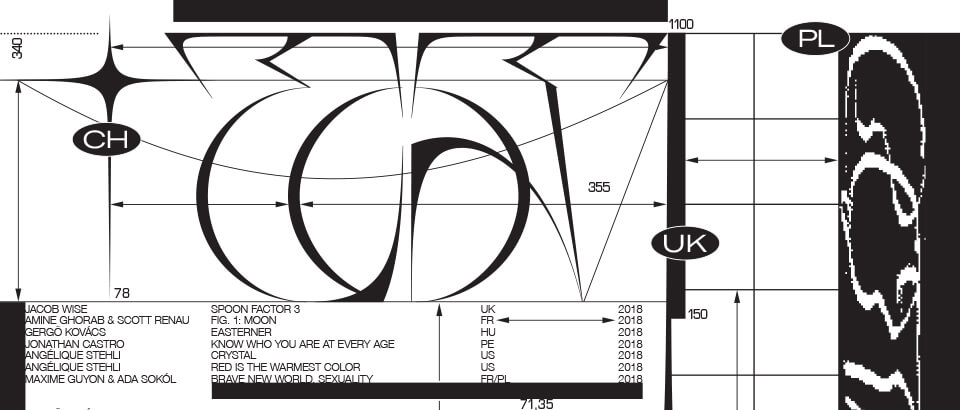 1100
PL
340
CH
355
UK
78
150
JACOB WISE SPOON FACTOR 3 UK 2018
AMINE GHORAB & SCOTT RENAU FIG. 1: MOON FR 2018
GERGŐ KOVÁCS EASTERNER HU 2018
JONATHAN CASTRO KNOW WHO YOU ARE AT EVERY AGE PE 2018
ANGÉLIQUE STEHLI CRYSTAL US 2018
ANGÉLIQUE STEHLI RED IS THE WARMEST COLOR US 2018
MAXIME GUYON & ADA SOKÓL BRAVE NEW WORLD, SEXUALITY FR/PL 2018
71,35